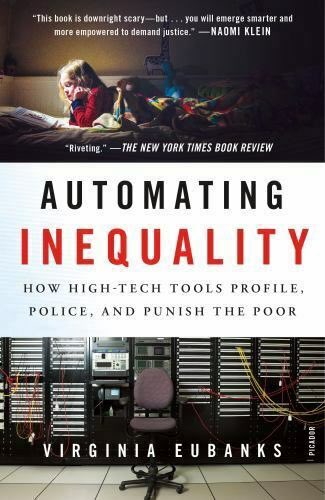 "This book is downright scary—but . . . you will emerge smarter and
more empowered to demand justice." —NAOMI KLEIN
"Riveting." —THE NEW YORK TIMES BOOK REVIEW
AUTOMATING
INEQUALITY
HOW HIGH-TECH TOOLS PROFILE,
POLICE, AND PUNISH THE POOR
VIRGINIA EUBANKS
PICADOR